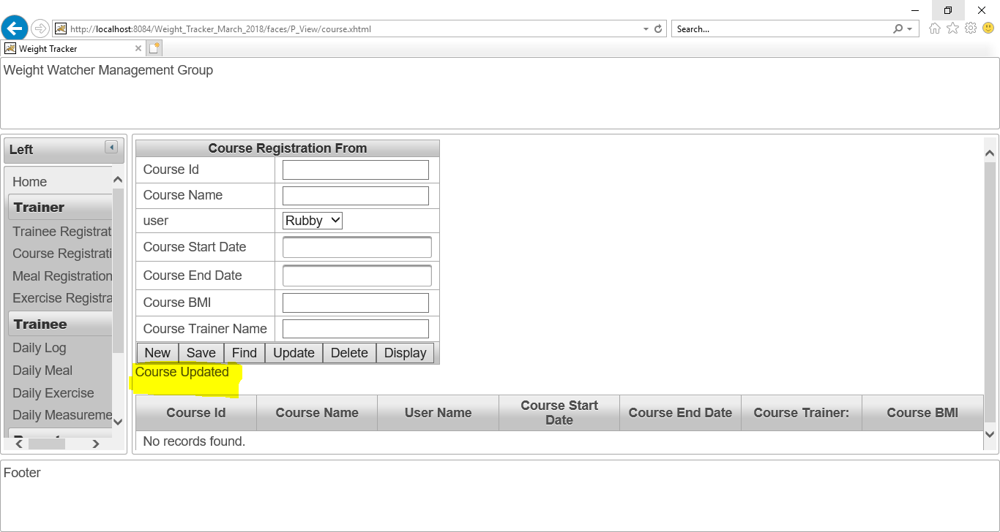 http://localhost:8084/Weight_Tracker_March_2018/faces/P_View/course.xhtml
Search...
Weight Tracker
Weight Watcher Management Group
Left
Home
Trainer
Trainee Registrat
Course Registrati
Meal Registration
Exercise Registra
Trainee
Daily Log
Daily Meal
Daily Exercise
Daily Measureme
Course Registration From
Course Id
Course Name
user Rubby
Course Start Date
Course End Date
Course BMI
Course Trainer Name
New Save Find Update Delete Display
Course Updated
Course Id Course Name User Name Course Start Date Course End Date Course Trainer: Course BMI
No records found.
Footer